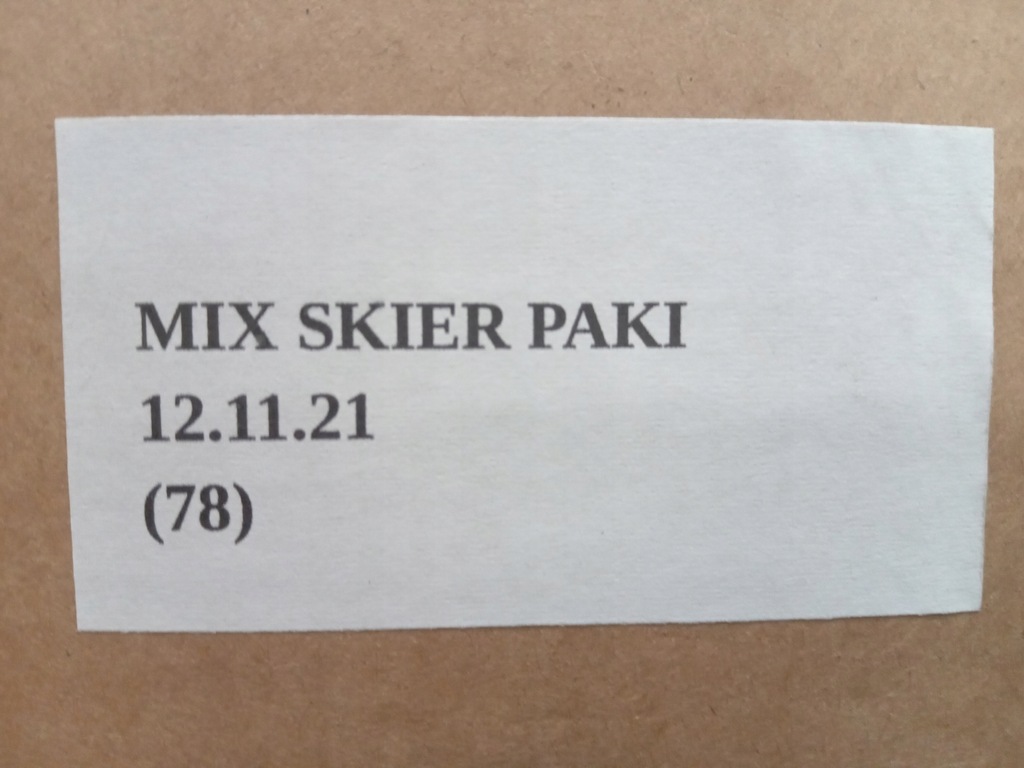 MIX SKIER PAKI
12.11.21
(78)